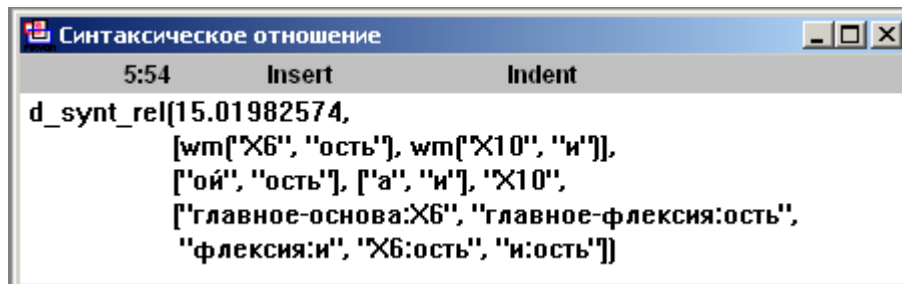 Синтаксическое отношение
5:54 Insert Indent
d_synt_rel(15.01982574,
[wm("X6", "ость"), wm("X10", "и")],
["ой", "ость"], ["а", "и"], "X10",
["главное-основа:X6", "главное-флексия:ость",
"флексия:и", "X6:ость", "и:ость"])